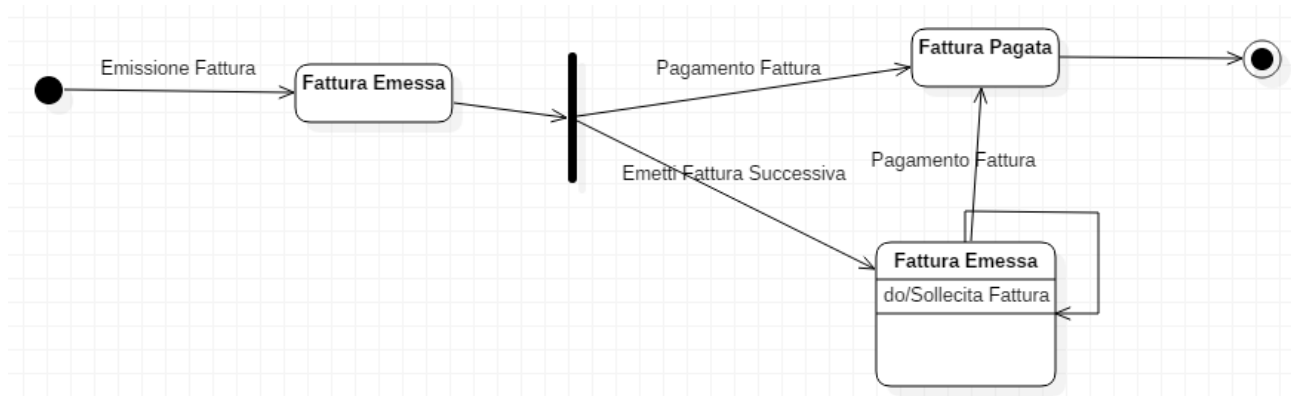 Emissione Fattura
Fattura Emessa
Pagamento Fattura
Fattura Pagata
Emetti Fattura Successiva
Pagamento Fattura
Fattura Emessa
do/Sollecita Fattura